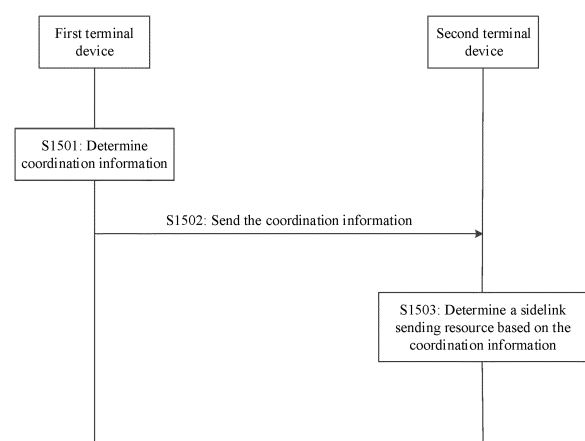 First terminal
device
Second terminal
device
S1501: Determine
coordination information
S1502: Send the coordination information
S1503: Determine a sidelink
sending resource based on the
coordination information